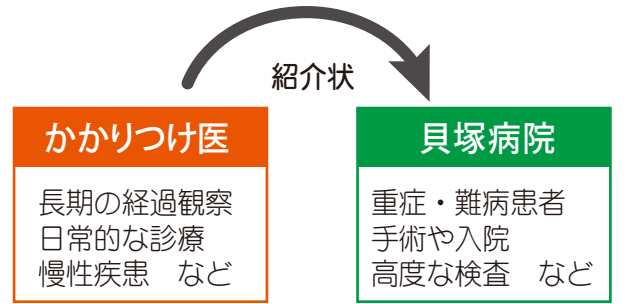 紹介状
かかりつけ医
長期の経過観察
日常的な診療
慢性疾患　など
貝塚病院
重症・難病患者
手術や入院
高度な検査　など